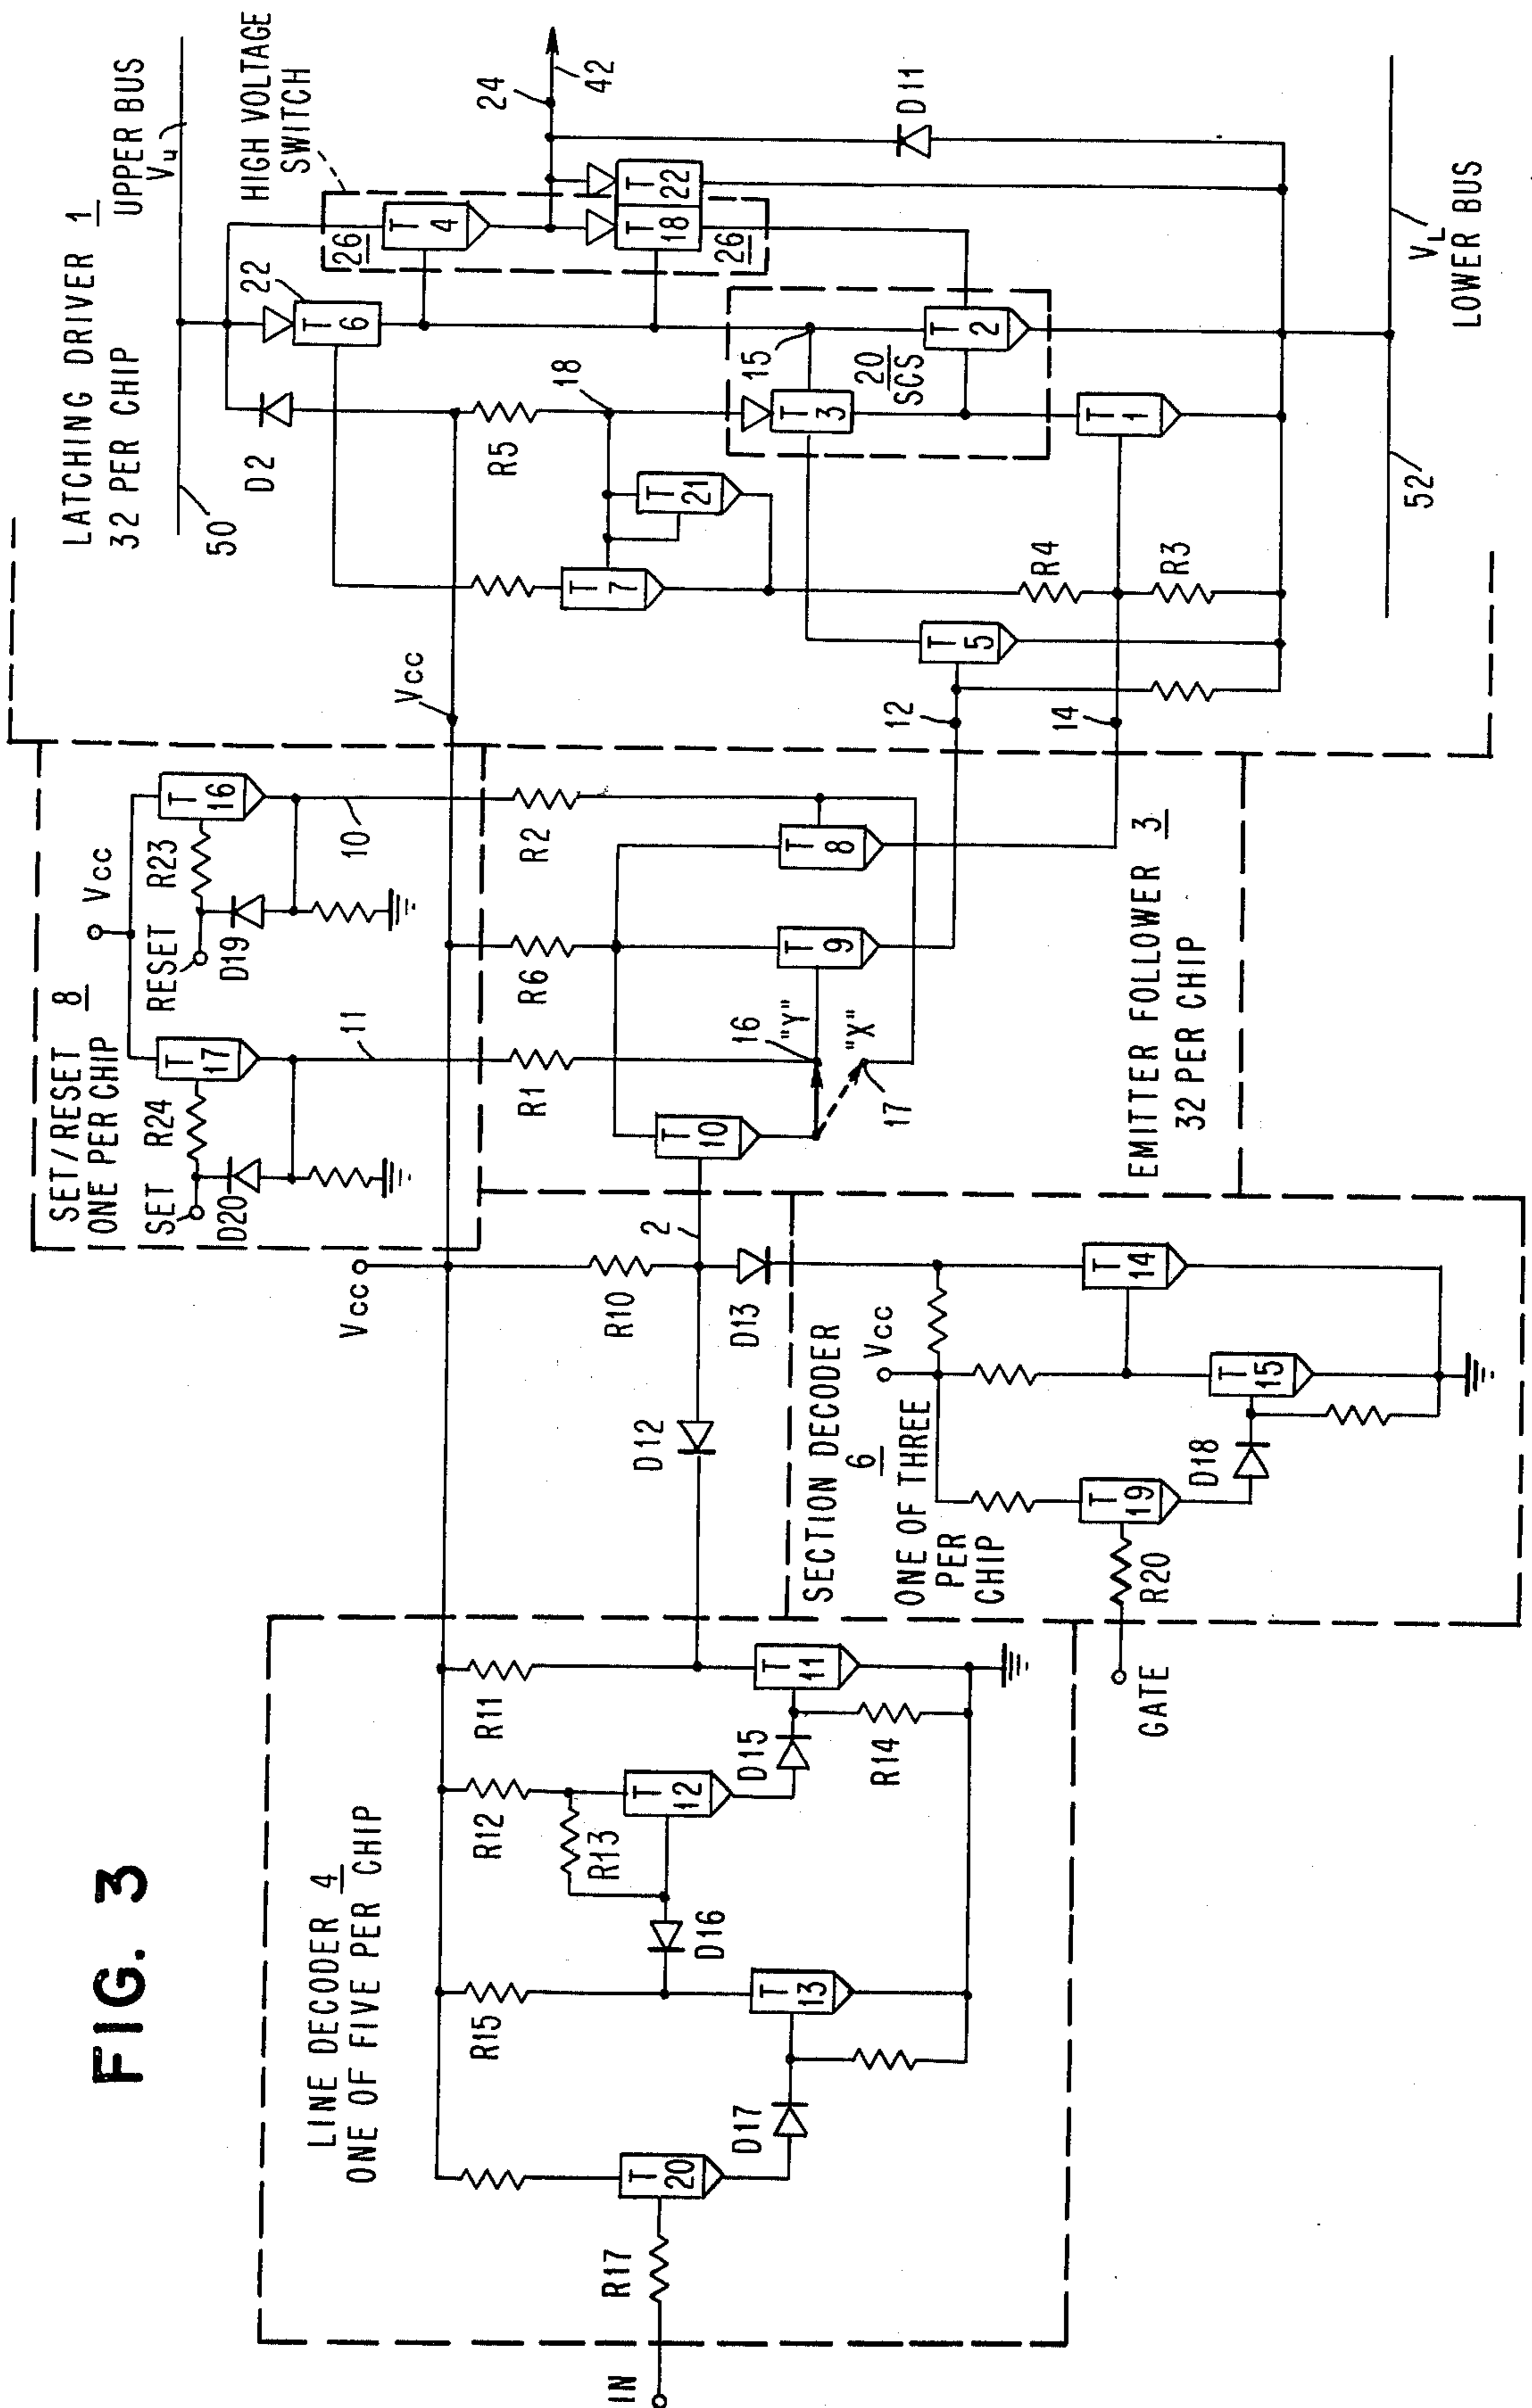 FIG. 3
LINE DECODER 4
ONE OF FIVE PER CHIP
IN
R17
T 20
D17
R15
T 13
D16
R13
R12
T 12
D15
R14
R11
T 11
D12
SECTION DECODER
6
ONE OF THREE
PER
CHIP
GATE
R20
T 19
D18
T 15
Vcc
T 14
D13
R10
Vcc
2
SET/RESET 8
ONE PER CHIP
SET
R24
D20
T 17
11
Vcc
RESET
R23
D19
T 16
10
R1
R6
R2
T 10
16
"Y"
"X"
17
T 9
T 8
EMITTER FOLLOWER 3
32 PER CHIP
Vcc
12
14
LATCHING DRIVER 1
32 PER CHIP
UPPER BUS
Vu
50
D2
22
T 6
HIGH VOLTAGE
SWITCH
26
T 4
24
42
T 18
T 22
26
D11
R5
18
T 7
T 21
15
T 3
20
SCS
T 2
T 5
T 1
R4
R3
52
VL
LOWER BUS